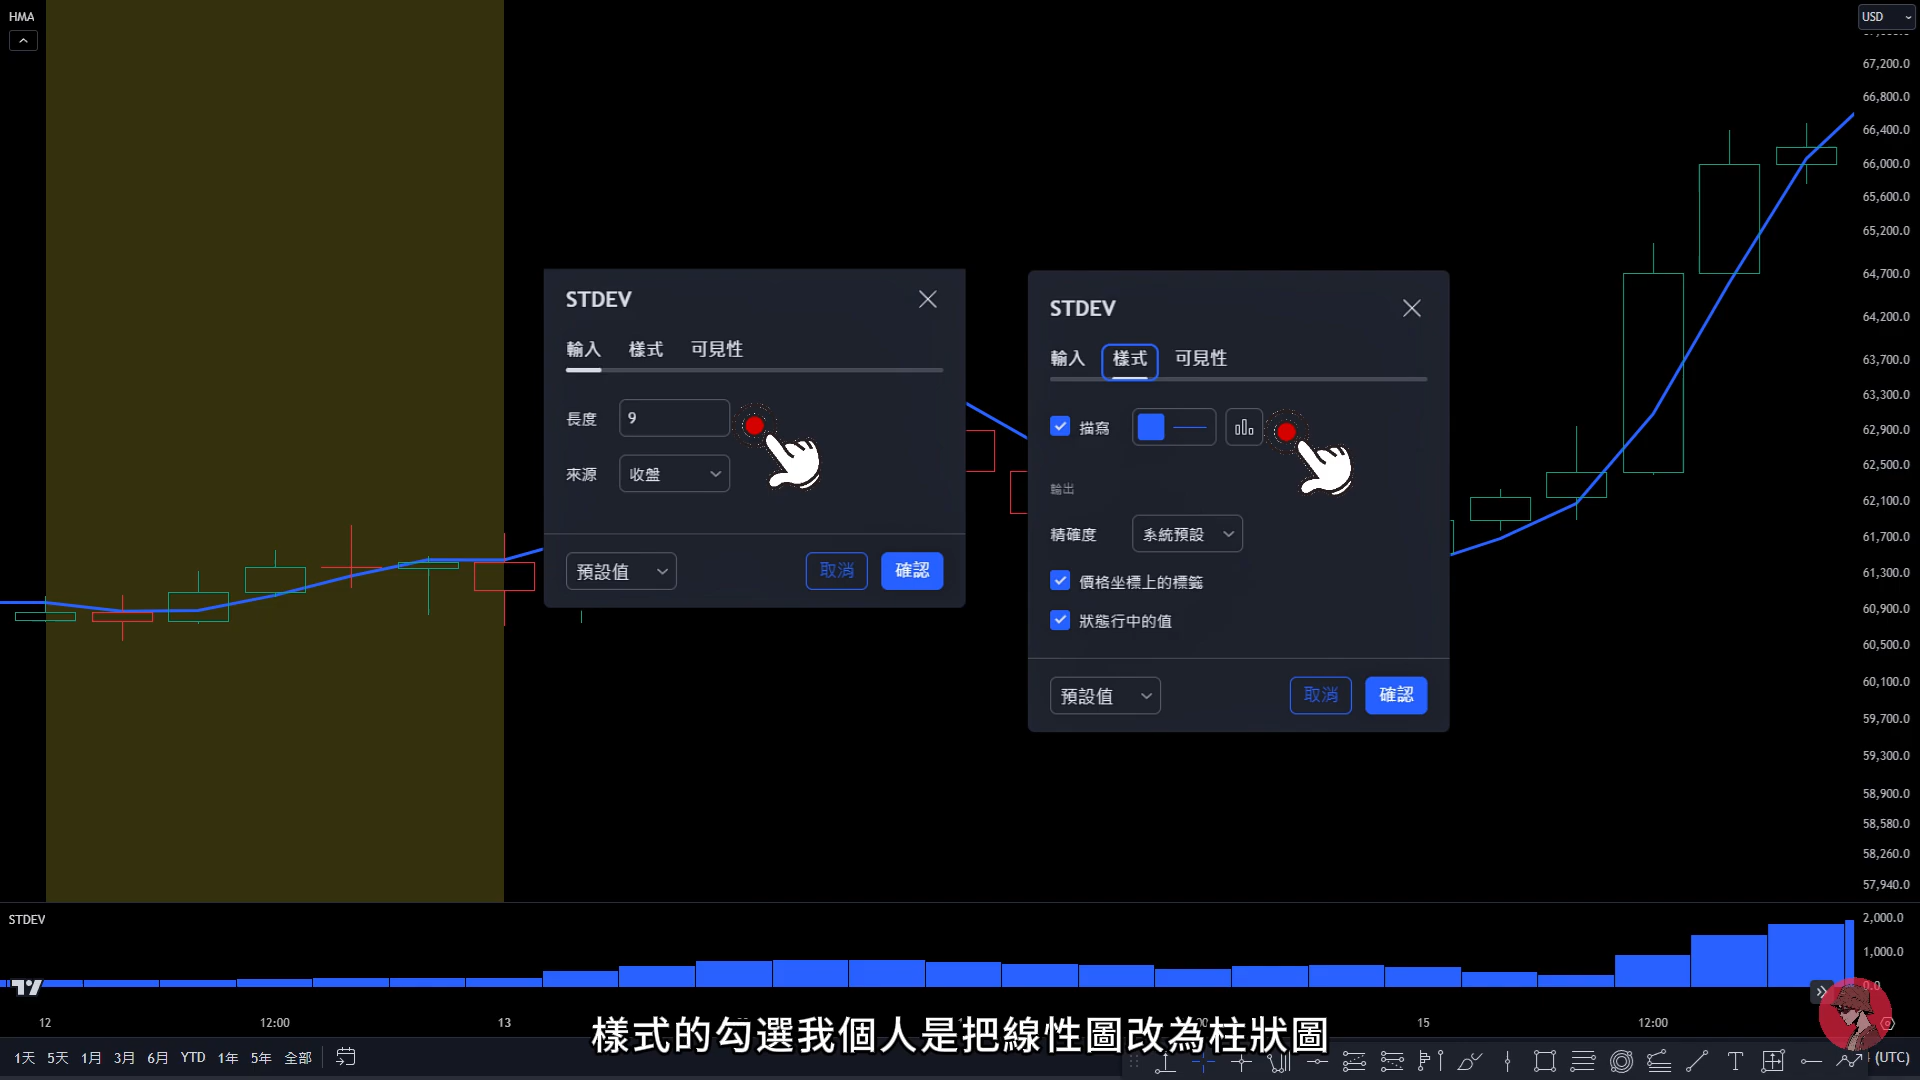 HMA
USD
67,200.0
66,800.0
66,400.0
66,000.0
65,600.0
65,200.0
64,700.0
64,200.0
63,700.0
63,300.0
62,900.0
62,500.0
62,100.0
61,700.0
61,300.0
60,900.0
60,500.0
60,100.0
59,700.0
59,300.0
58,900.0
58,580.0
58,260.0
57,940.0
STDEV
輸入 樣式 可見性
長度 9
來源 收盤
預設值 取消 確認
STDEV
輸入 樣式 可見性
描寫
輸出
精確度 系統預設
價格坐標上的標籤
狀態行中的值
預設值 取消 確認
STDEV
2,000.0
1,000.0
0.0
12 12:00 13 15 12:00
樣式的勾選我個人是把線性圖改為柱狀圖
1天 5天 1月 3月 6月 YTD 1年 5年 全部
(UTC)